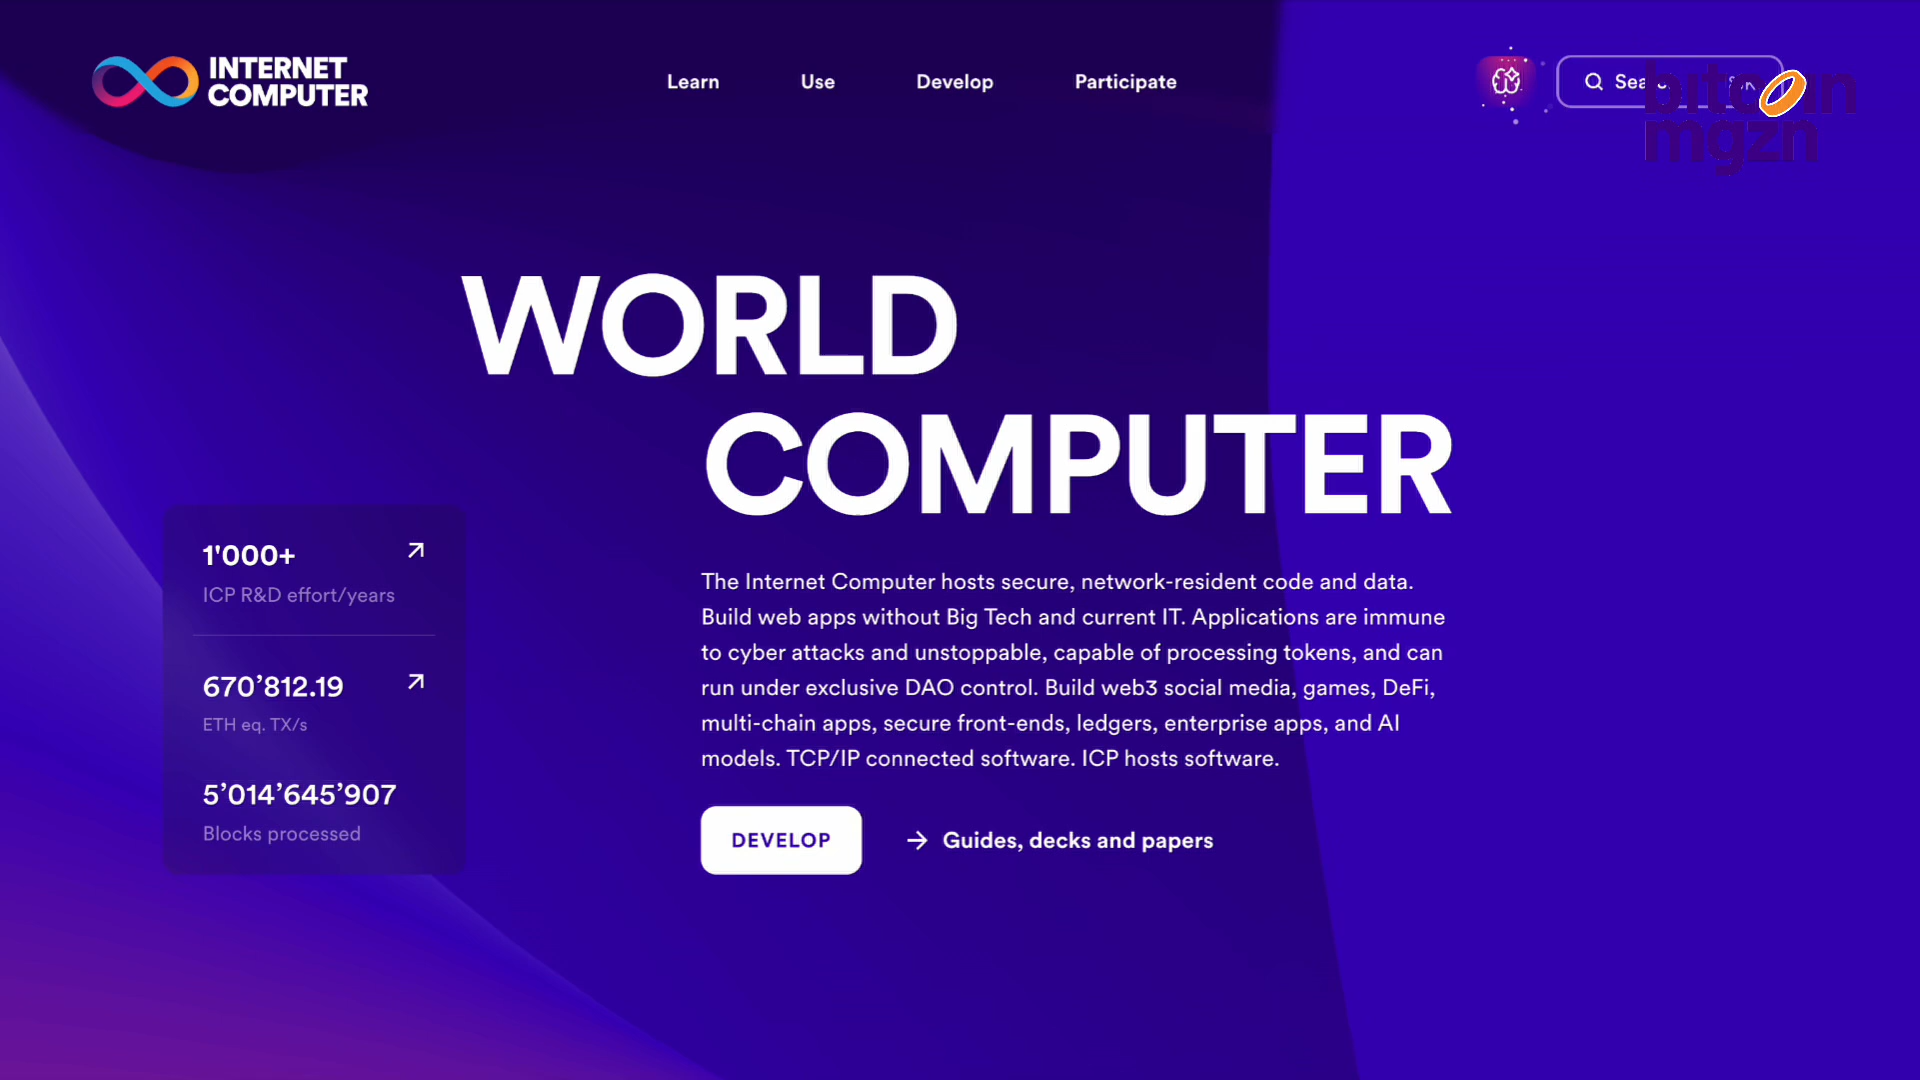 INTERNET
COMPUTER
Learn
Use
Develop
Participate
bitcoin
mgzn
WORLD
COMPUTER
1'000+
ICP R&D effort/years
670’812.19
ETH eq. TX/s
5’014’645’907
Blocks processed
The Internet Computer hosts secure, network-resident code and data.
Build web apps without Big Tech and current IT. Applications are immune
to cyber attacks and unstoppable, capable of processing tokens, and can
run under exclusive DAO control. Build web3 social media, games, DeFi,
multi-chain apps, secure front-ends, ledgers, enterprise apps, and AI
models. TCP/IP connected software. ICP hosts software.
DEVELOP
→ Guides, decks and papers